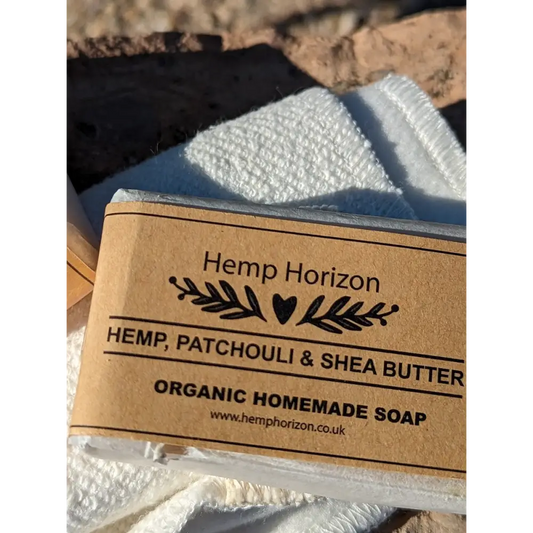 Hemp Horizon
HEMP, PATCHOULI & SHEA BUTTER
ORGANIC HOMEMADE SOAP
www.hemphorizon.co.uk